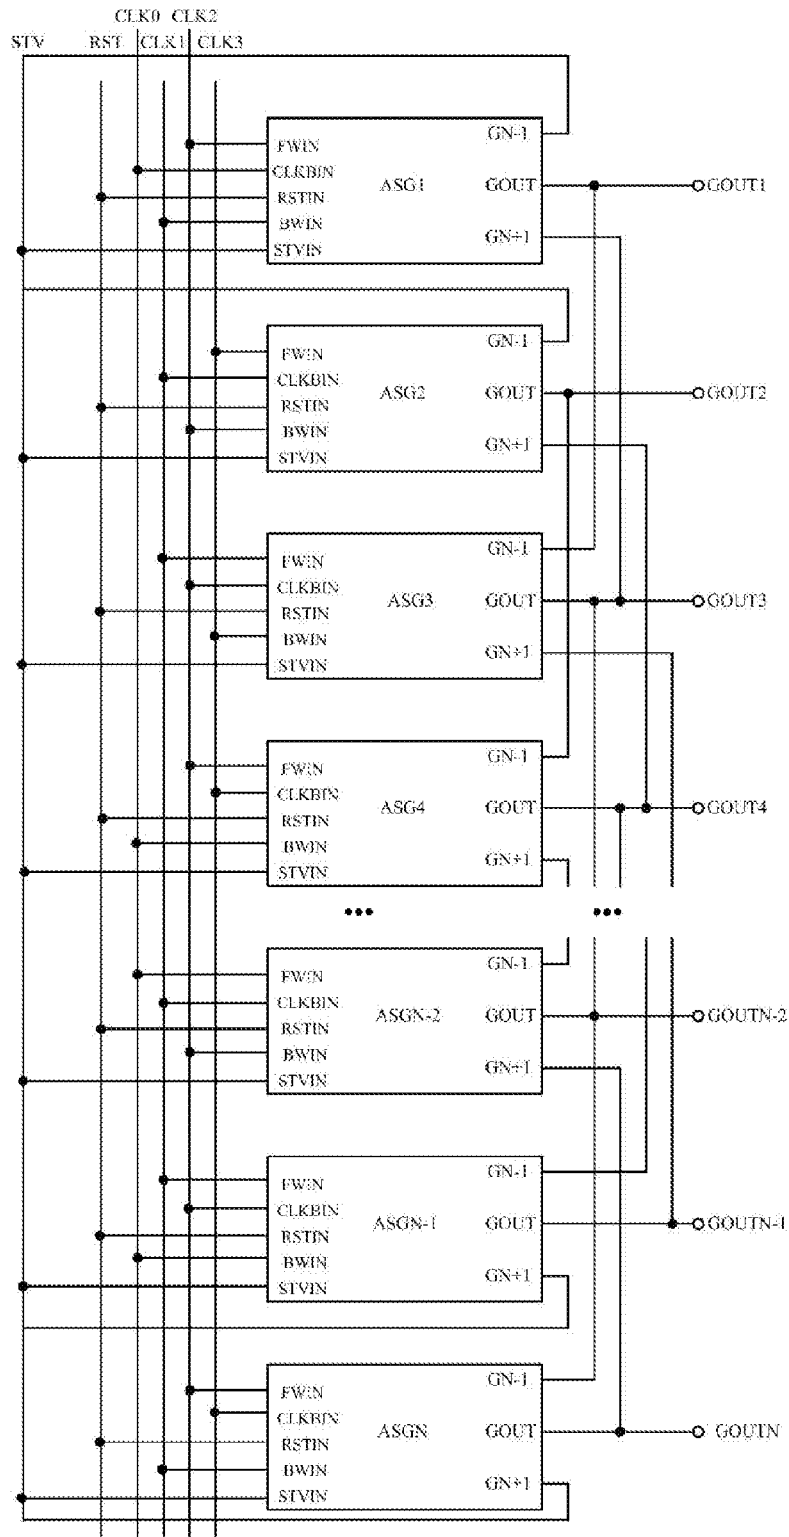 CLK0 CLK2
STV RST CLK1 CLK3
GN-1
FWIN
CLKBIN
ASG1 GOUT GOUT1
RSTIN
BWIN
GN+1
STVIN
GN-1
FWIN
CLKBIN
ASG2 GOUT GOUT2
RSTIN
BWIN
GN+1
STVIN
GN-1
FWIN
CLKBIN
ASG3 GOUT GOUT3
RSTIN
BWIN
GN+1
STVIN
GN-1
FWIN
CLKBIN
ASG4 GOUT GOUT4
RSTIN
BWIN
GN+1
STVIN
••• •••
GN-1
FWIN
CLKBIN
ASGN-2 GOUT GOUTN-2
RSTIN
BWIN
GN+1
STVIN
GN-1
FWIN
CLKBIN
ASGN-1 GOUT GOUTN-1
RSTIN
BWIN
GN+1
STVIN
GN-1
FWIN
CLKBIN
ASGN GOUT GOUTN
RSTIN
BWIN
GN+1
STVIN